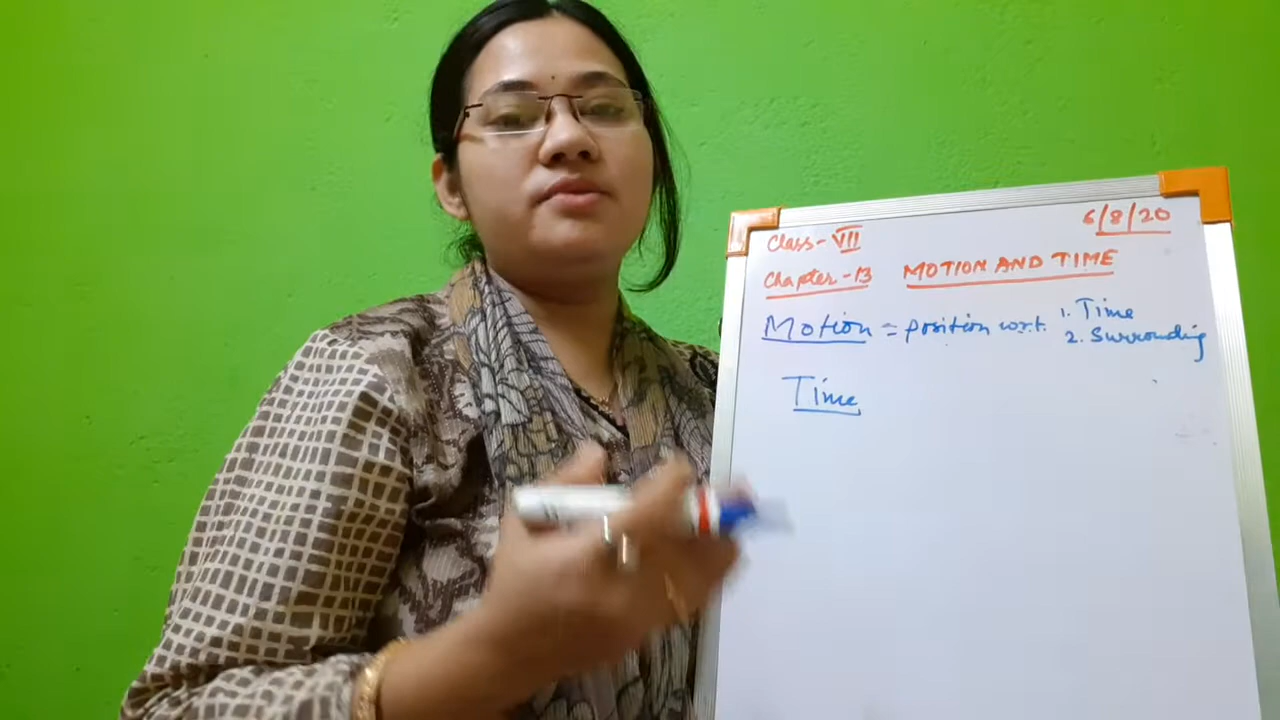 6/8/20
Class - VII
Chapter - 13 MOTION AND TIME
Motion = position w.r.t. 1. Time
2. Surrounding
Time